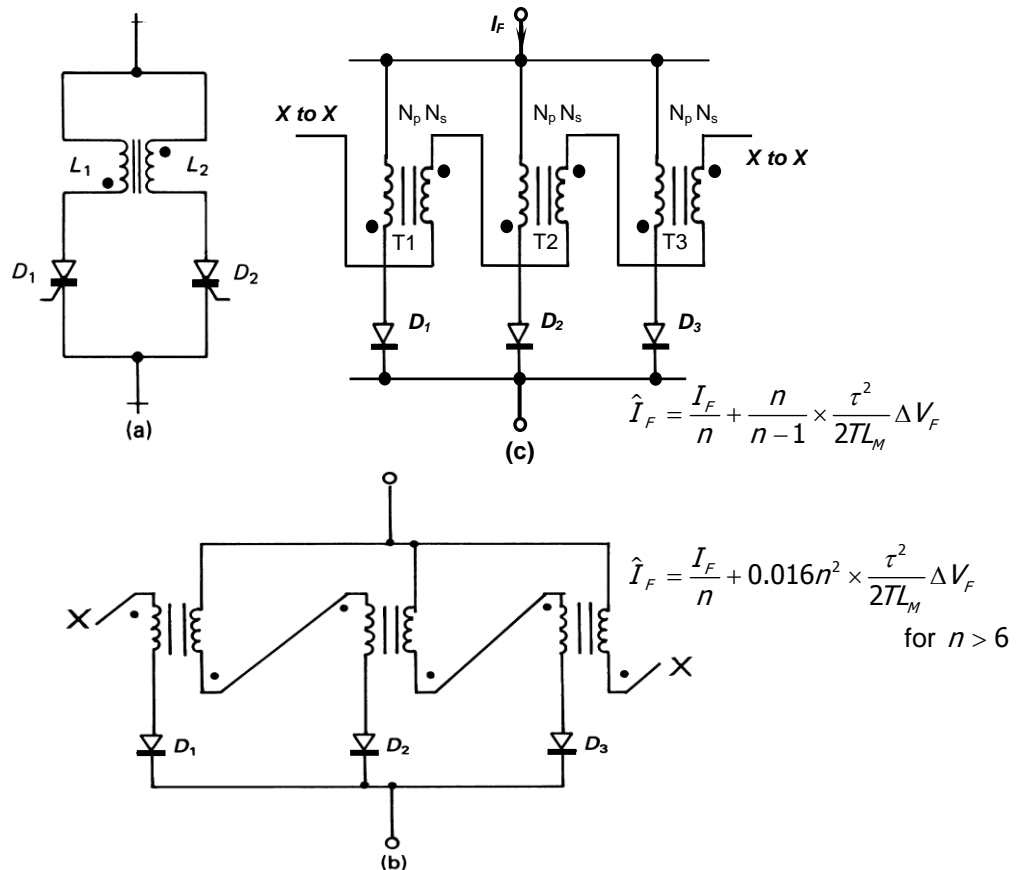 I_F
X to X
N_p N_s
N_p N_s
N_p N_s
X to X
L_1
L_2
T1
T2
T3
D_1
D_2
D_1
D_2
D_3
(a)
(c)
Î_F = I_F/n + n/(n−1) × τ²/(2TL_M) ΔV_F
Î_F = I_F/n + 0.016n² × τ²/(2TL_M) ΔV_F
for n > 6
X
X
D_1
D_2
D_3
(b)